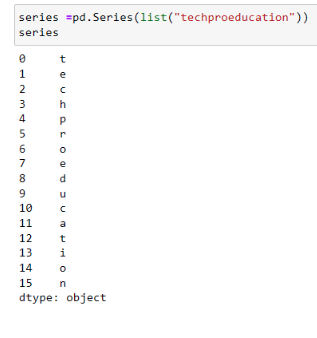 series =pd.Series(list("techproeducation"))
series
0 t
1 e
2 c
3 h
4 p
5 r
6 o
7 e
8 d
9 u
10 c
11 a
12 t
13 i
14 o
15 n
dtype: object